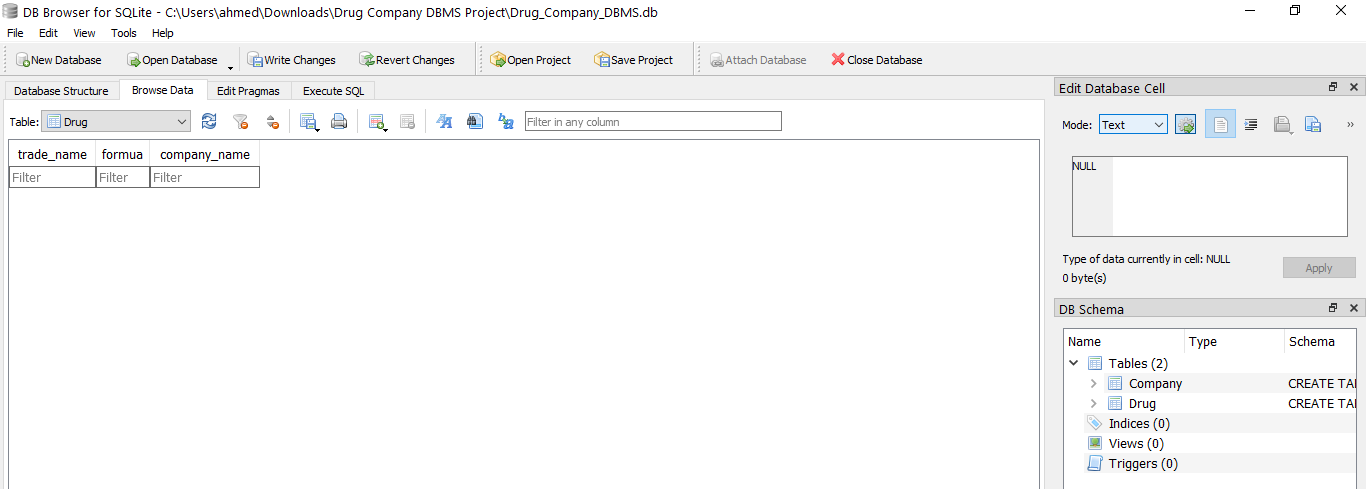 DB Browser for SQLite - C:\Users\ahmed\Downloads\Drug Company DBMS Project\Drug_Company_DBMS.db
File Edit View Tools Help
New Database Open Database Write Changes Revert Changes Open Project Save Project Attach Database Close Database
Database Structure Browse Data Edit Pragmas Execute SQL
Table: Drug Filter in any column
trade_name formua company_name
Filter Filter Filter
Edit Database Cell
Mode: Text
NULL
Type of data currently in cell: NULL
0 byte(s)
Apply
DB Schema
Name Type Schema
Tables (2)
Company CREATE TA
Drug CREATE TA
Indices (0)
Views (0)
Triggers (0)